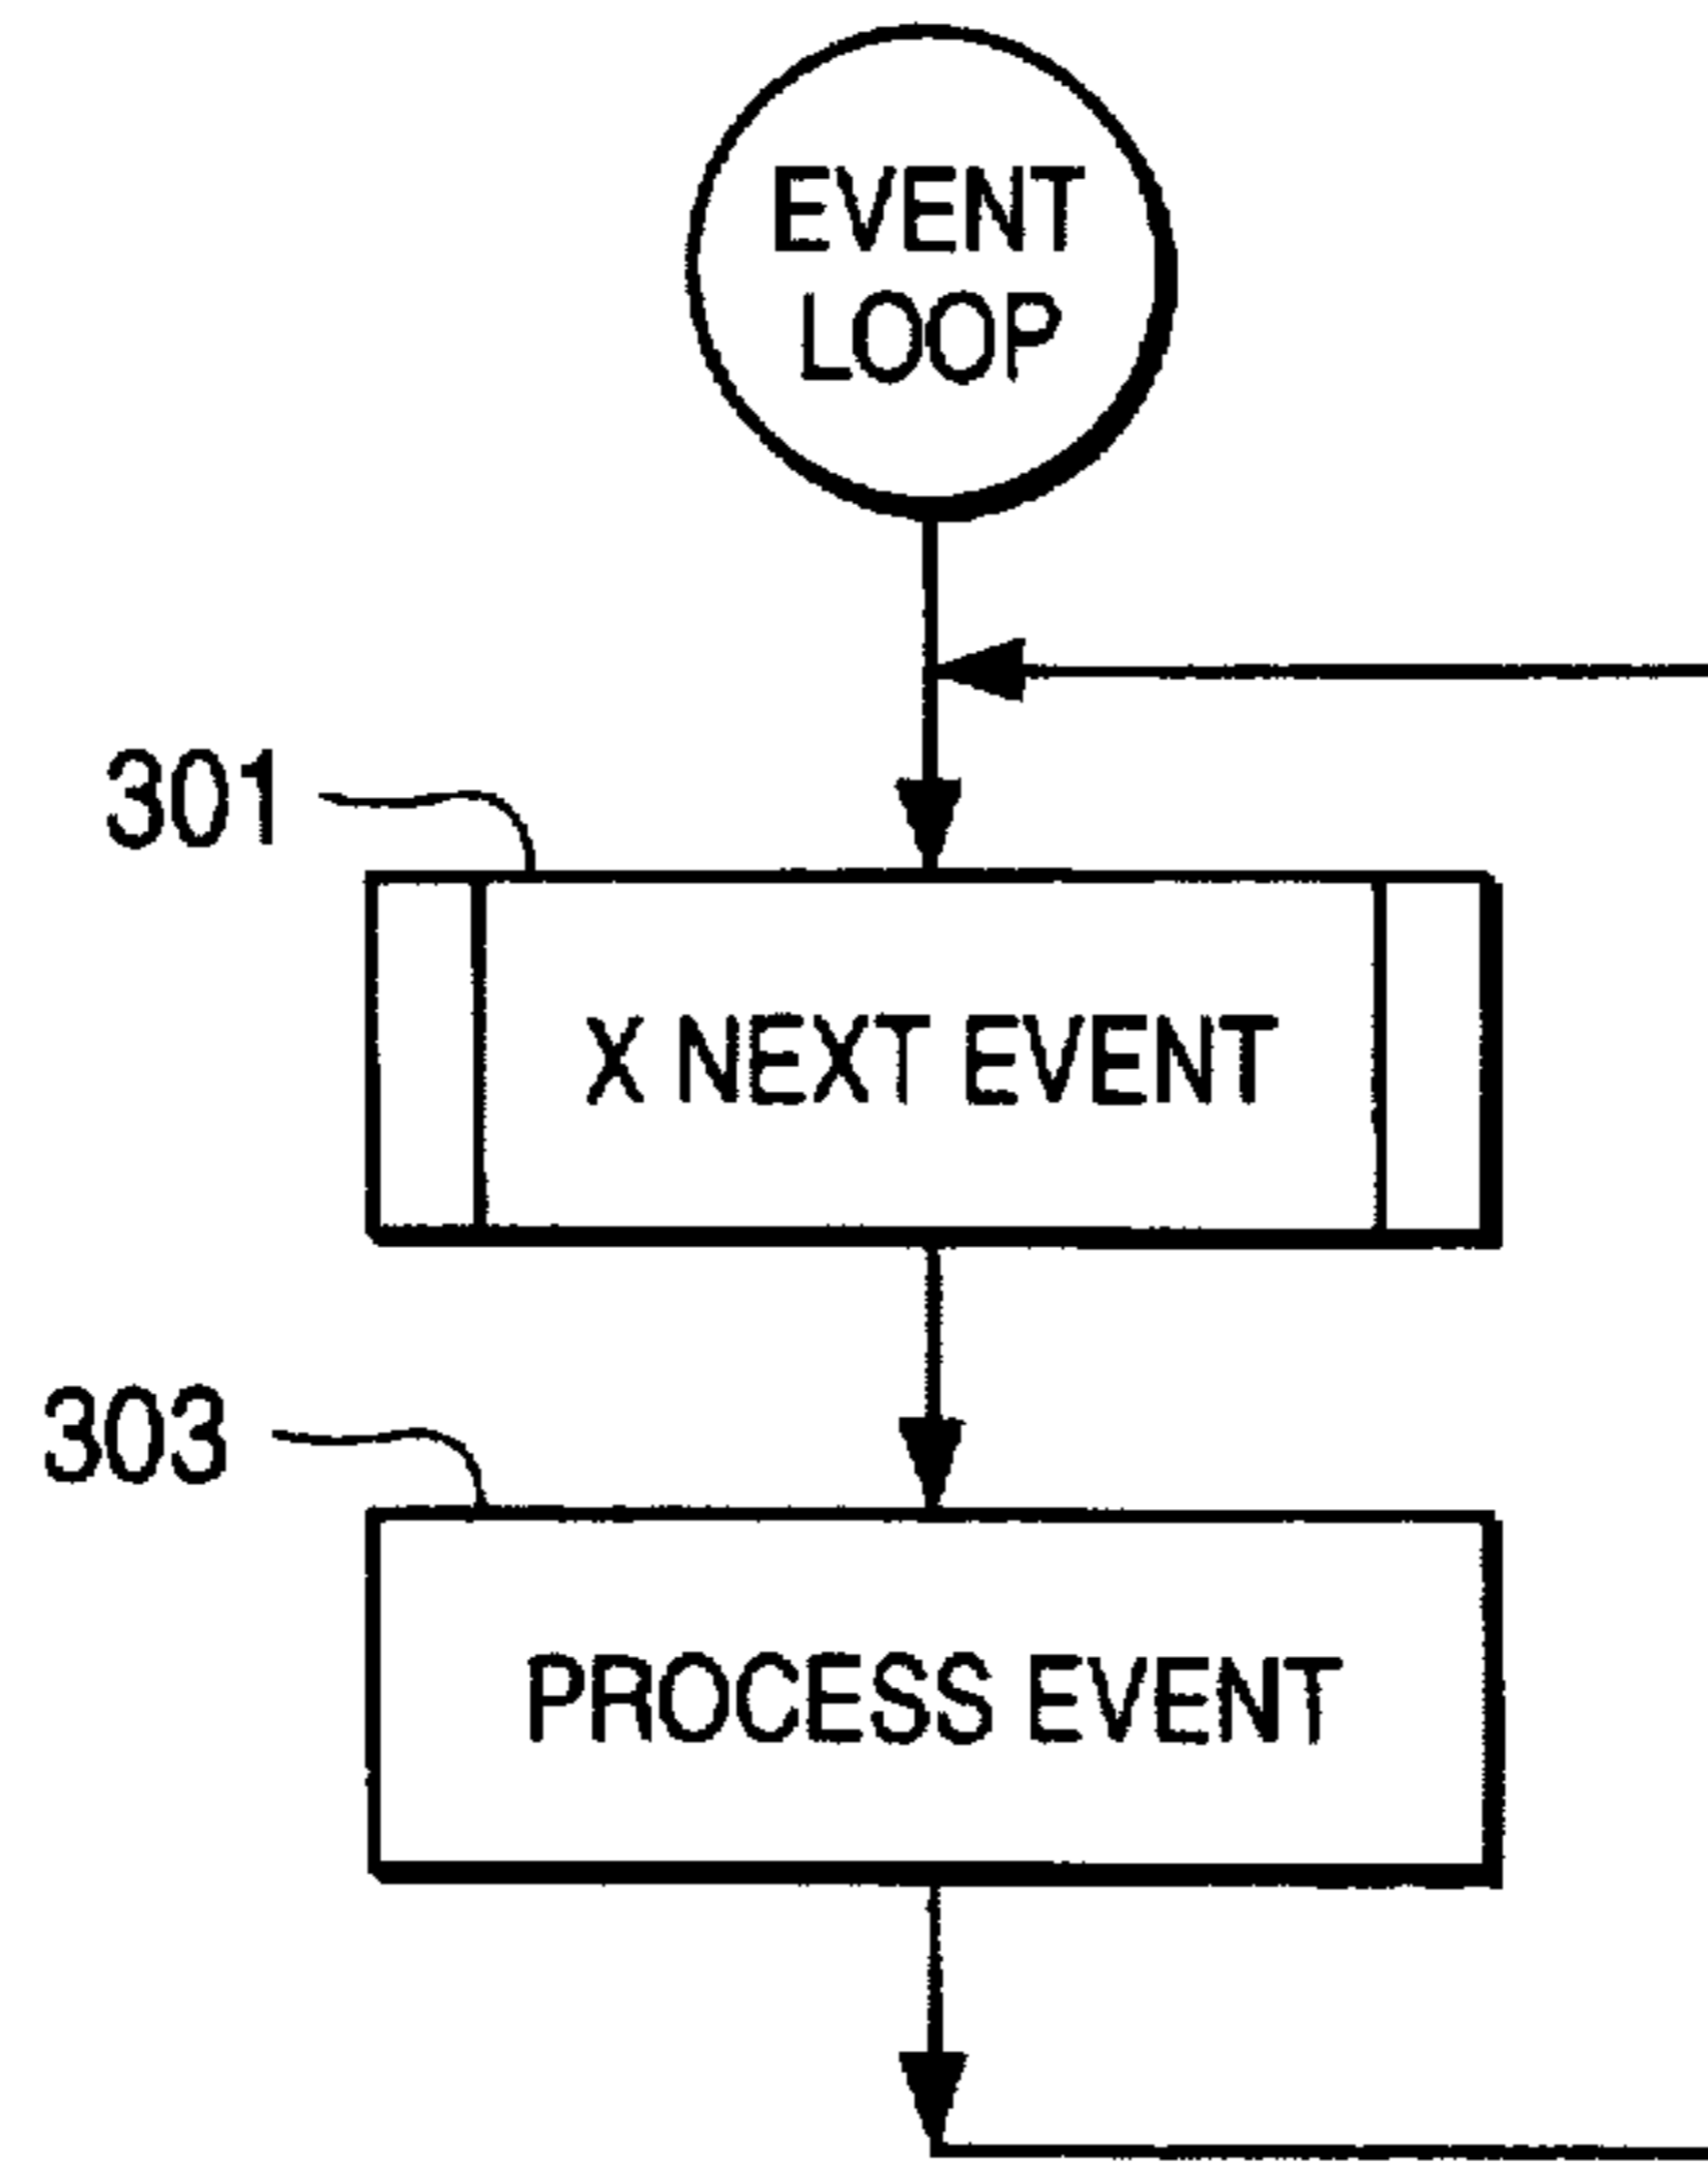 EVENT
LOOP
301
X NEXT EVENT
303
PROCESS EVENT